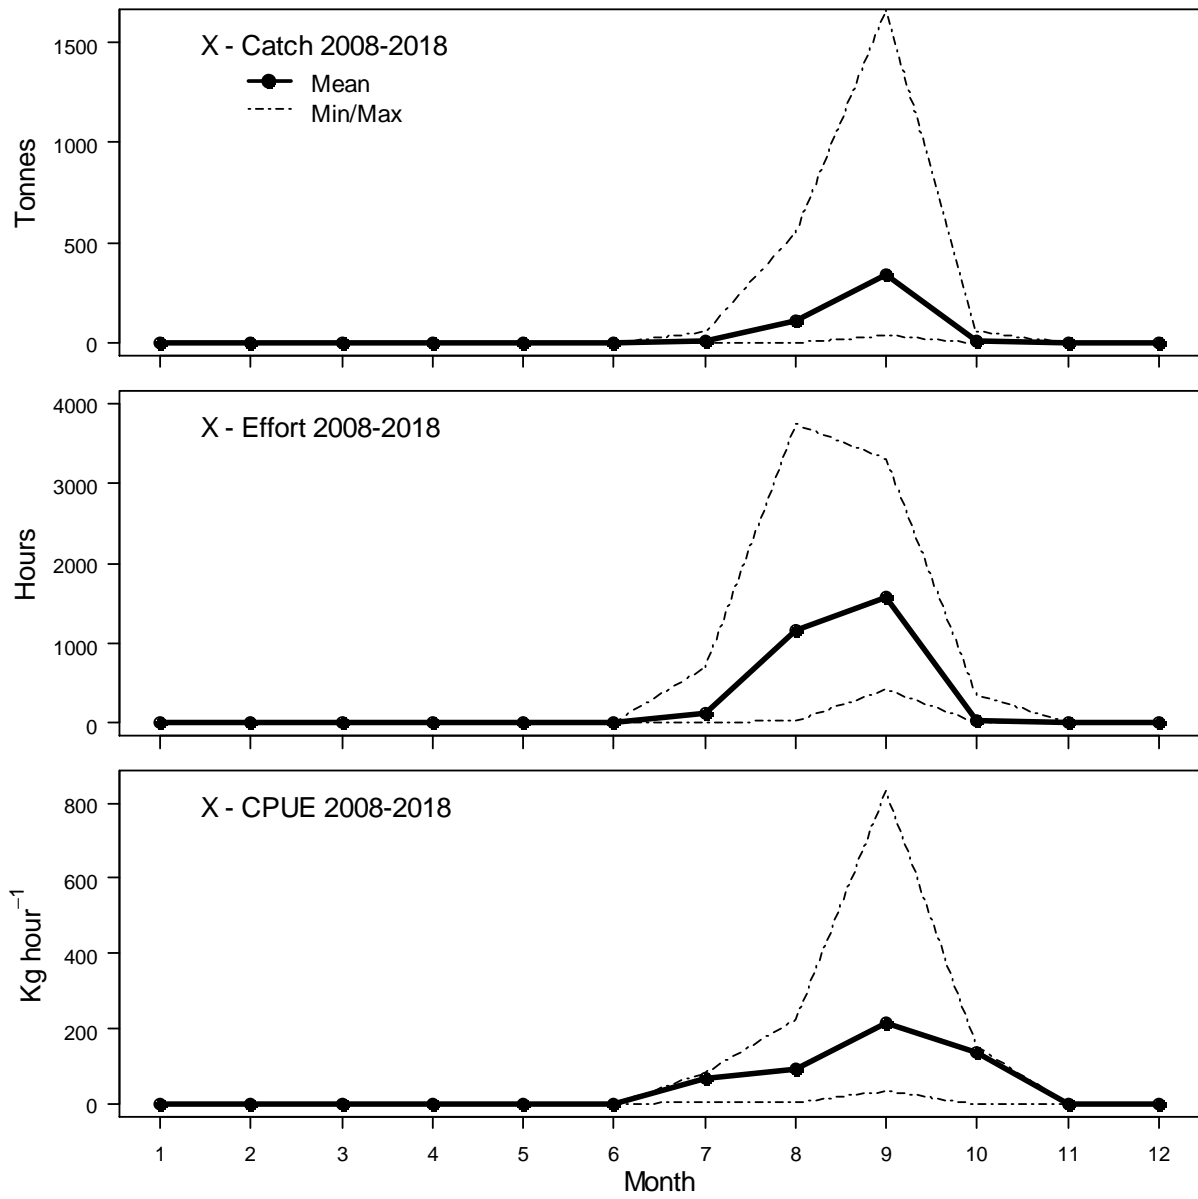 X - Catch 2008-2018
Mean
Min/Max
Tonnes
1500
1000
500
0
X - Effort 2008-2018
Hours
4000
3000
2000
1000
0
X - CPUE 2008-2018
Kg hour⁻¹
800
600
400
200
0
1 2 3 4 5 6 7 8 9 10 11 12
Month